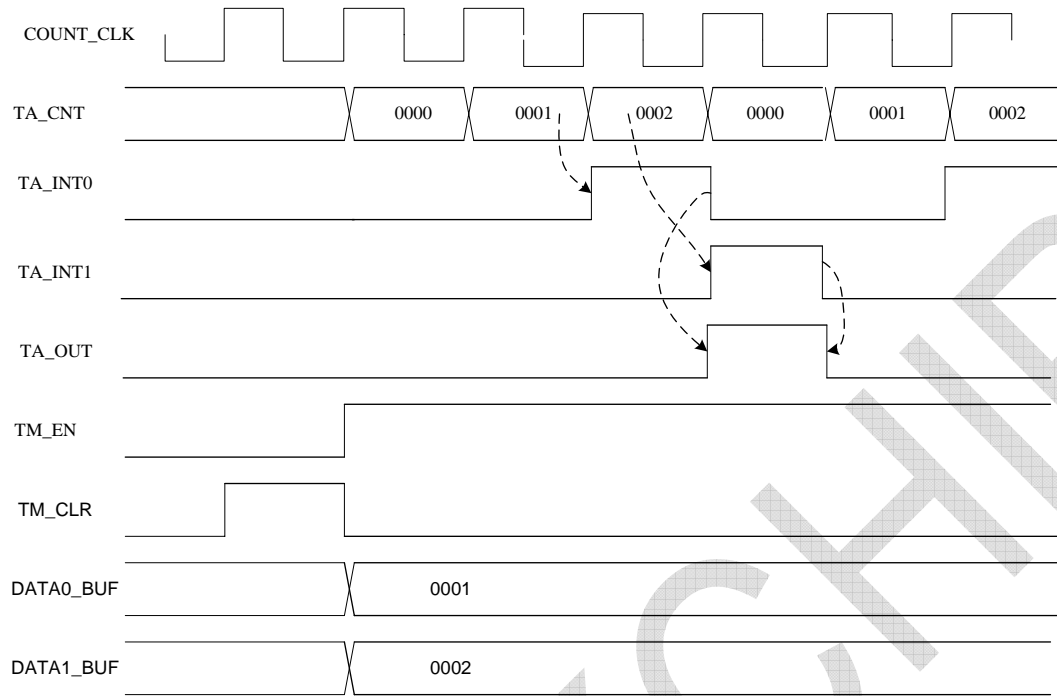 COUNT_CLK
TA_CNT 0000 0001 0002 0000 0001 0002
TA_INT0
TA_INT1
TA_OUT
TM_EN
TM_CLR
DATA0_BUF 0001
DATA1_BUF 0002